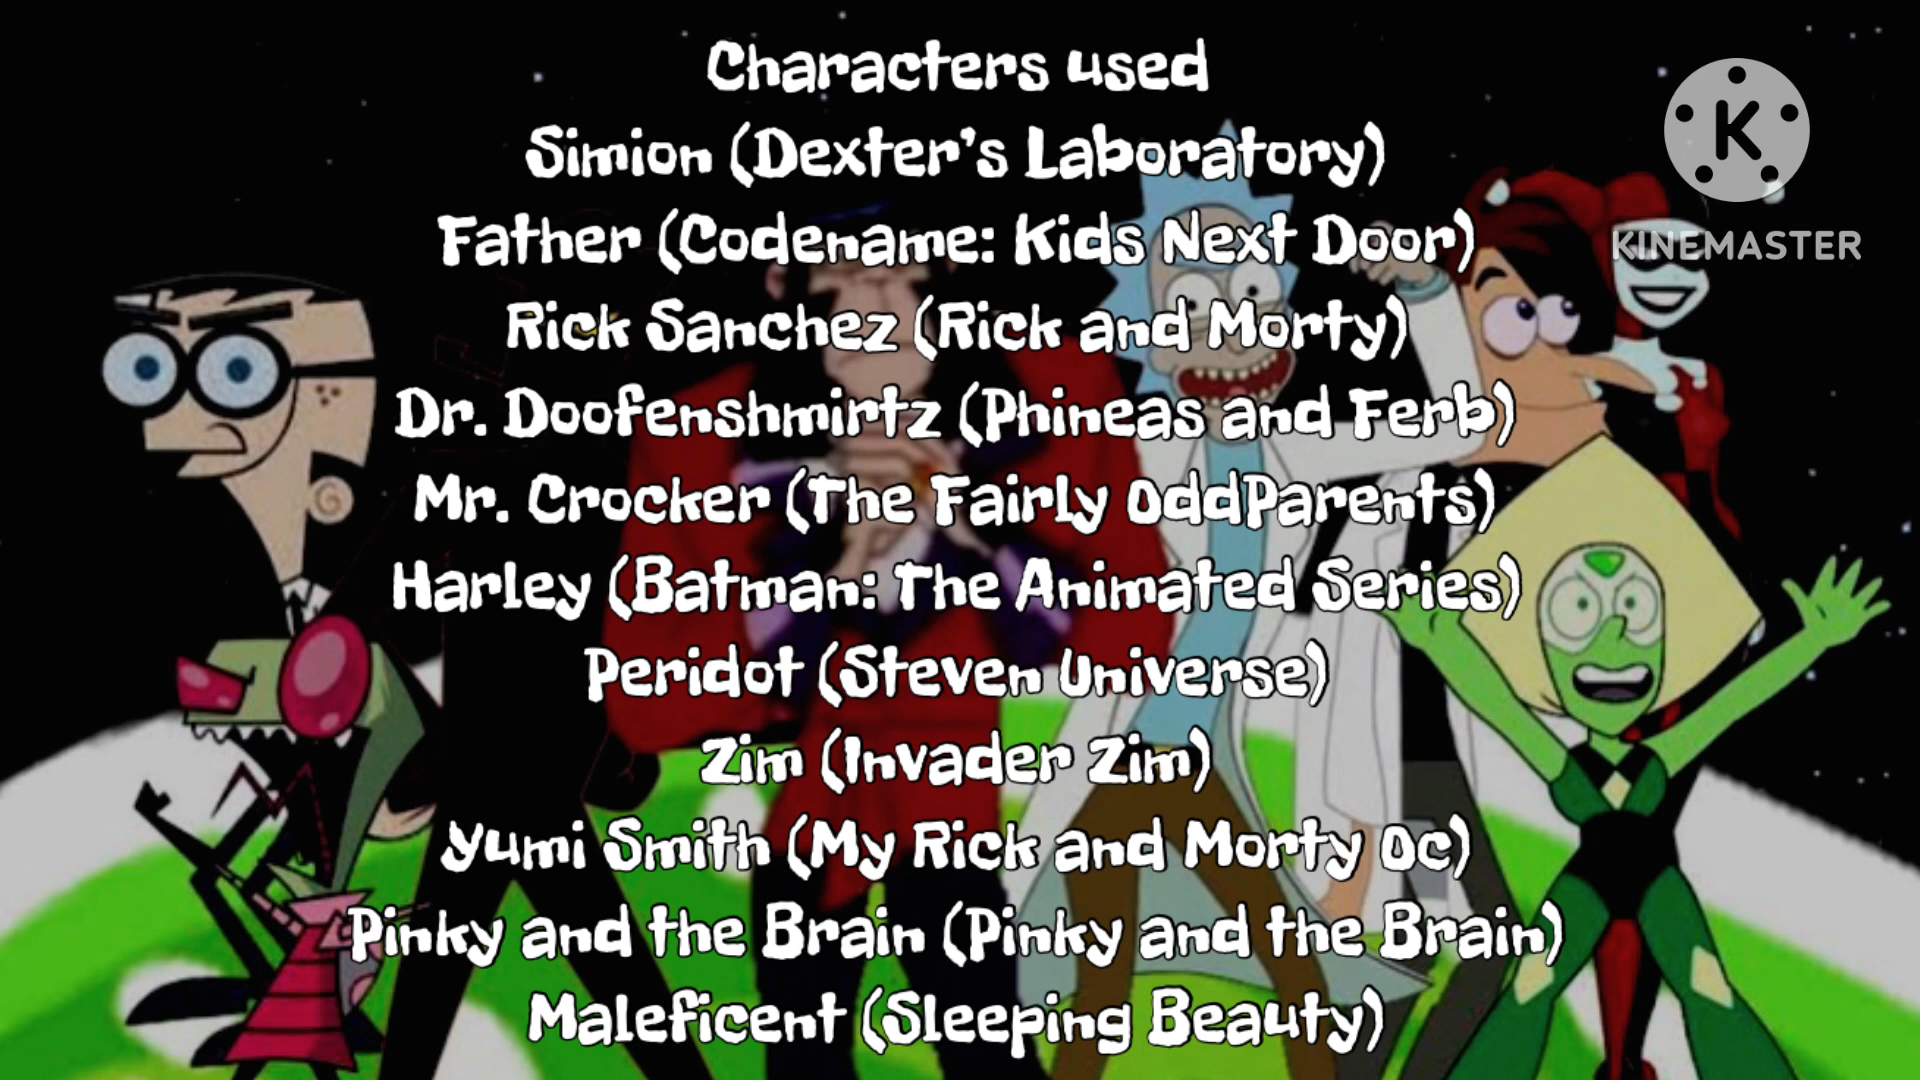 Characters used
Simion (Dexter's Laboratory)
Father (Codename: Kids Next Door)
Rick Sanchez (Rick and Morty)
Dr. Doofenshmirtz (Phineas and Ferb)
Mr. Crocker (The Fairly OddParents)
Harley (Batman: The Animated Series)
Peridot (Steven Universe)
Zim (Invader Zim)
Yumi Smith (My Rick and Morty Oc)
Pinky and the Brain (Pinky and the Brain)
Maleficent (Sleeping Beauty)
K
KINEMASTER